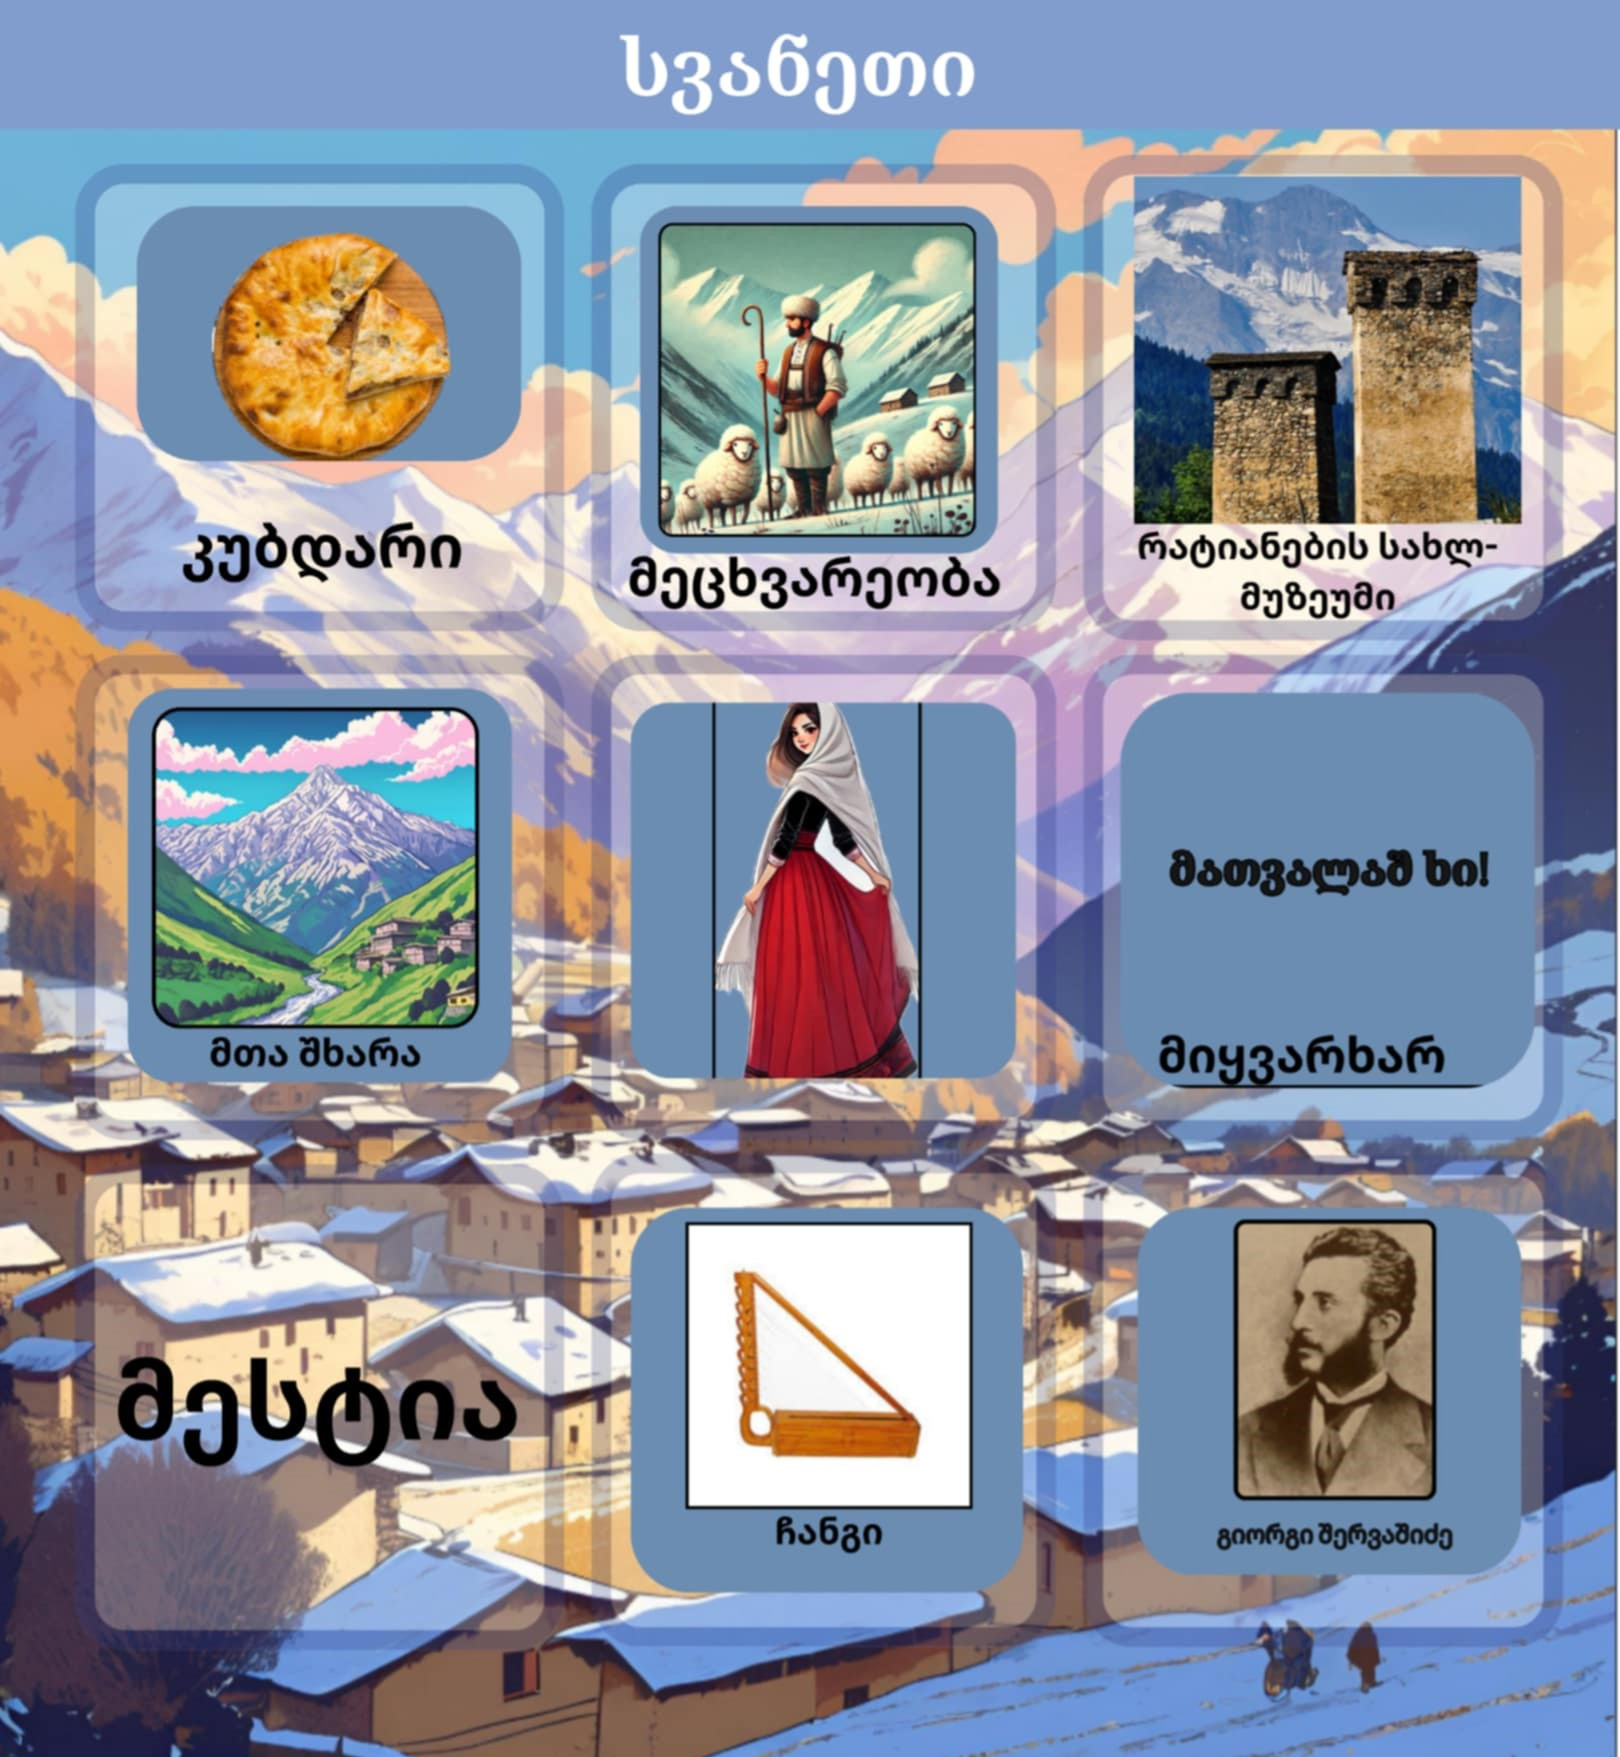 სვანეთი
კუბდარი
მეცხვარეობა
რატიანების სახლ-
მუზეუმი
მთა შხარა
მათვალაშ ხი!
მიყვარხარ
მესტია
ჩანგი
გიორგი შერვაშიძე